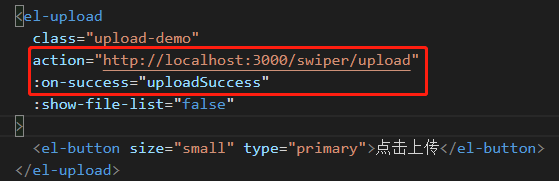 <el-upload
class="upload-demo"
action="http://localhost:3000/swiper/upload"
:on-success="uploadSuccess"
:show-file-list="false"
>
<el-button size="small" type="primary">点击上传</el-button>
</el-upload>